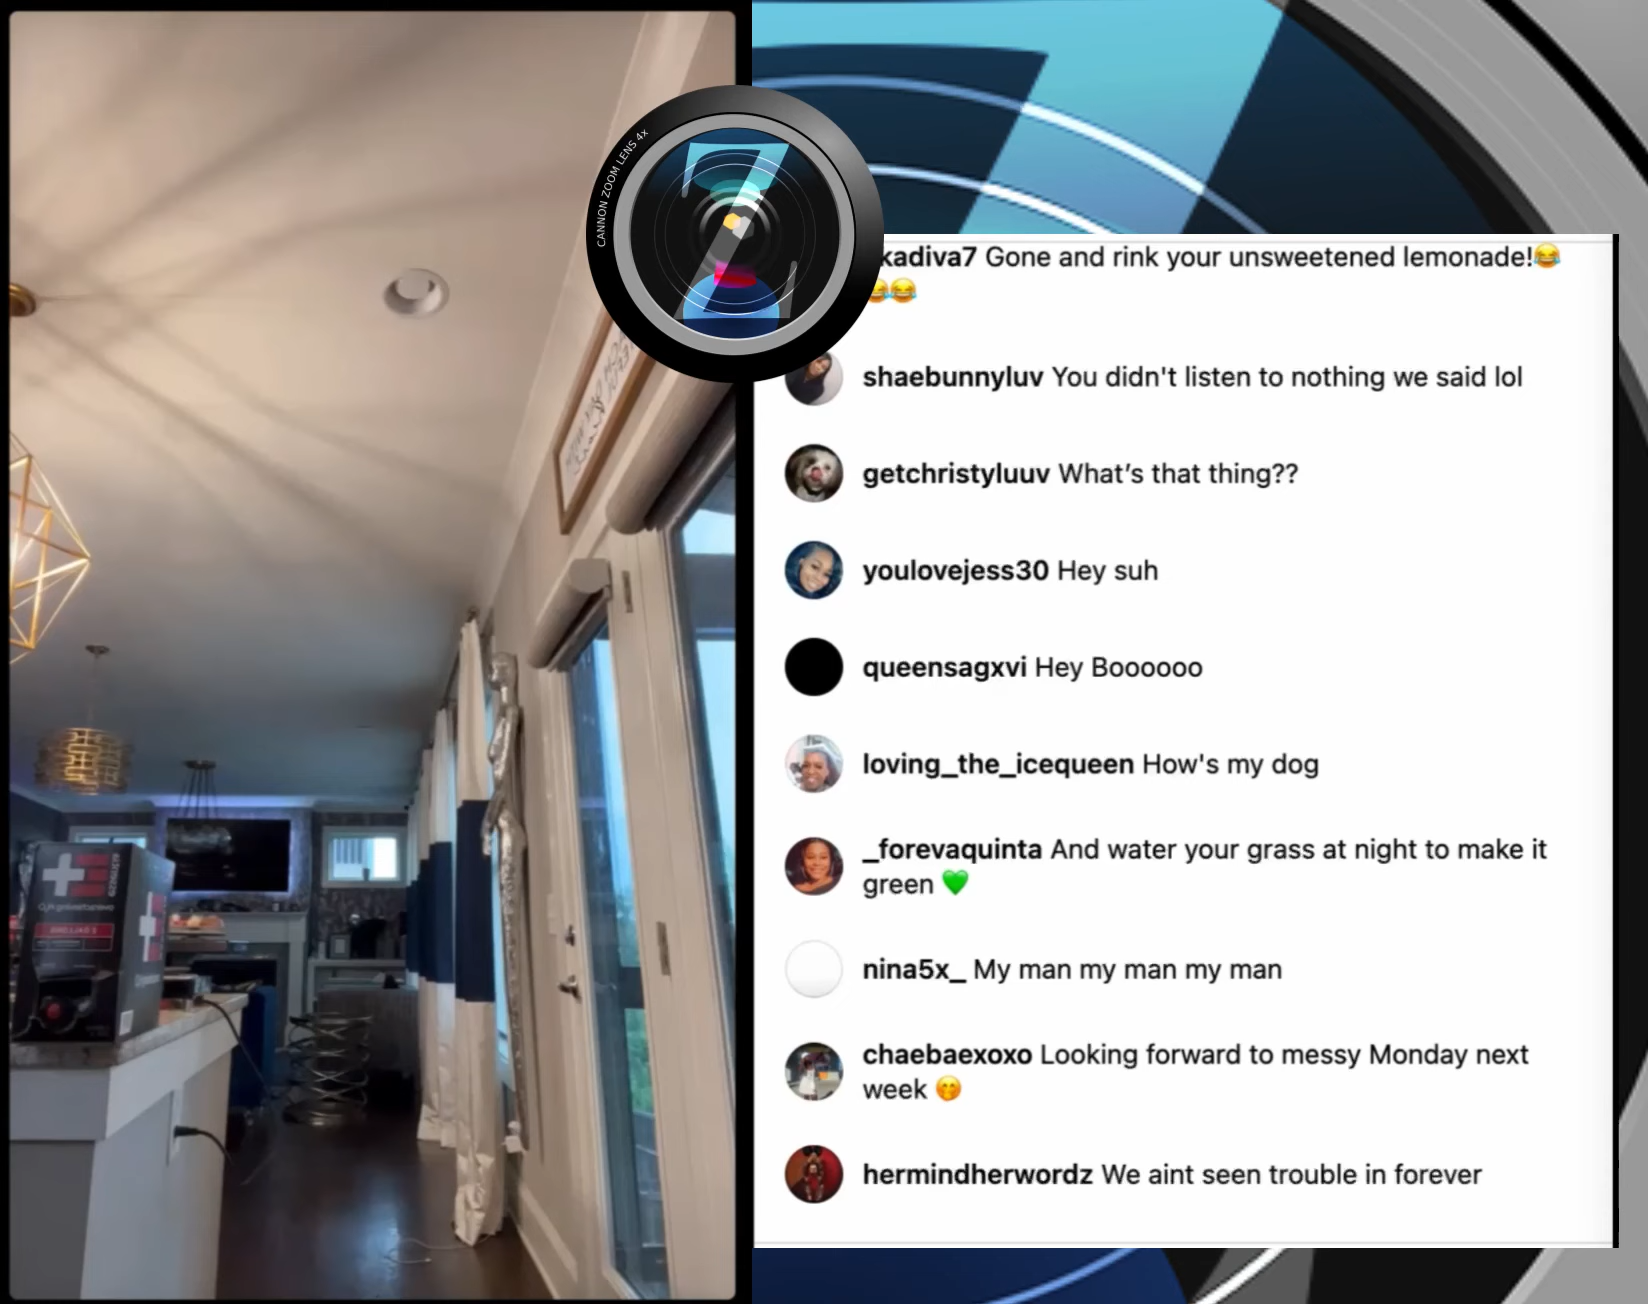 CANNON ZOOM LENS 4x
kadiva7 Gone and rink your unsweetened lemonade!😂
😂😂
shaebunnyluv You didn't listen to nothing we said lol
getchristyluuv What's that thing??
youlovejess30 Hey suh
queensagxvi Hey Boooooo
loving_the_icequeen How's my dog
_forevaquinta And water your grass at night to make it
green 💚
nina5x_ My man my man my man
chaebaexoxo Looking forward to messy Monday next
week 🤭
hermindherwordz We aint seen trouble in forever